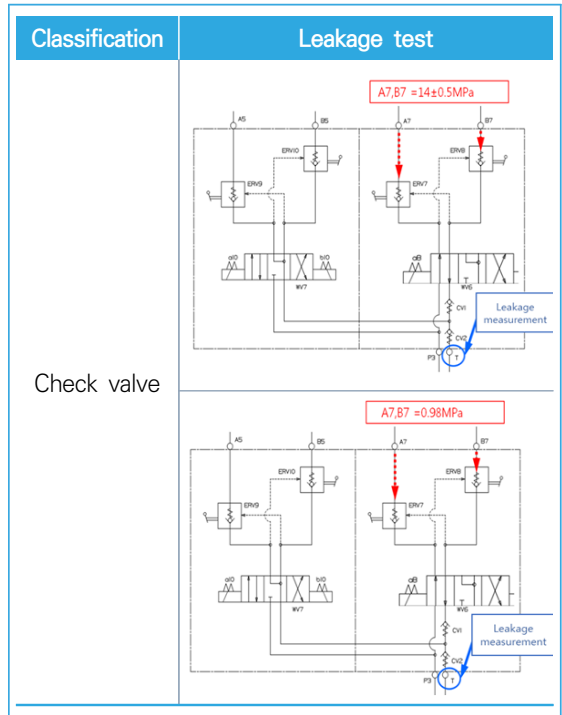 Classification
Leakage test
Check valve
A7,B7 =14±0.5MPa
A5
B5
A7
B7
ERV10
ERV8
ERV9
ERV7
a10
b10
a8
WV7
WV6
CV1
CV2
Leakage
measurement
P3
T
A7,B7 =0.98MPa
A5
B5
A7
B7
ERV10
ERV8
ERV9
ERV7
a10
b10
a8
WV7
WV6
CV1
CV2
Leakage
measurement
P3
T